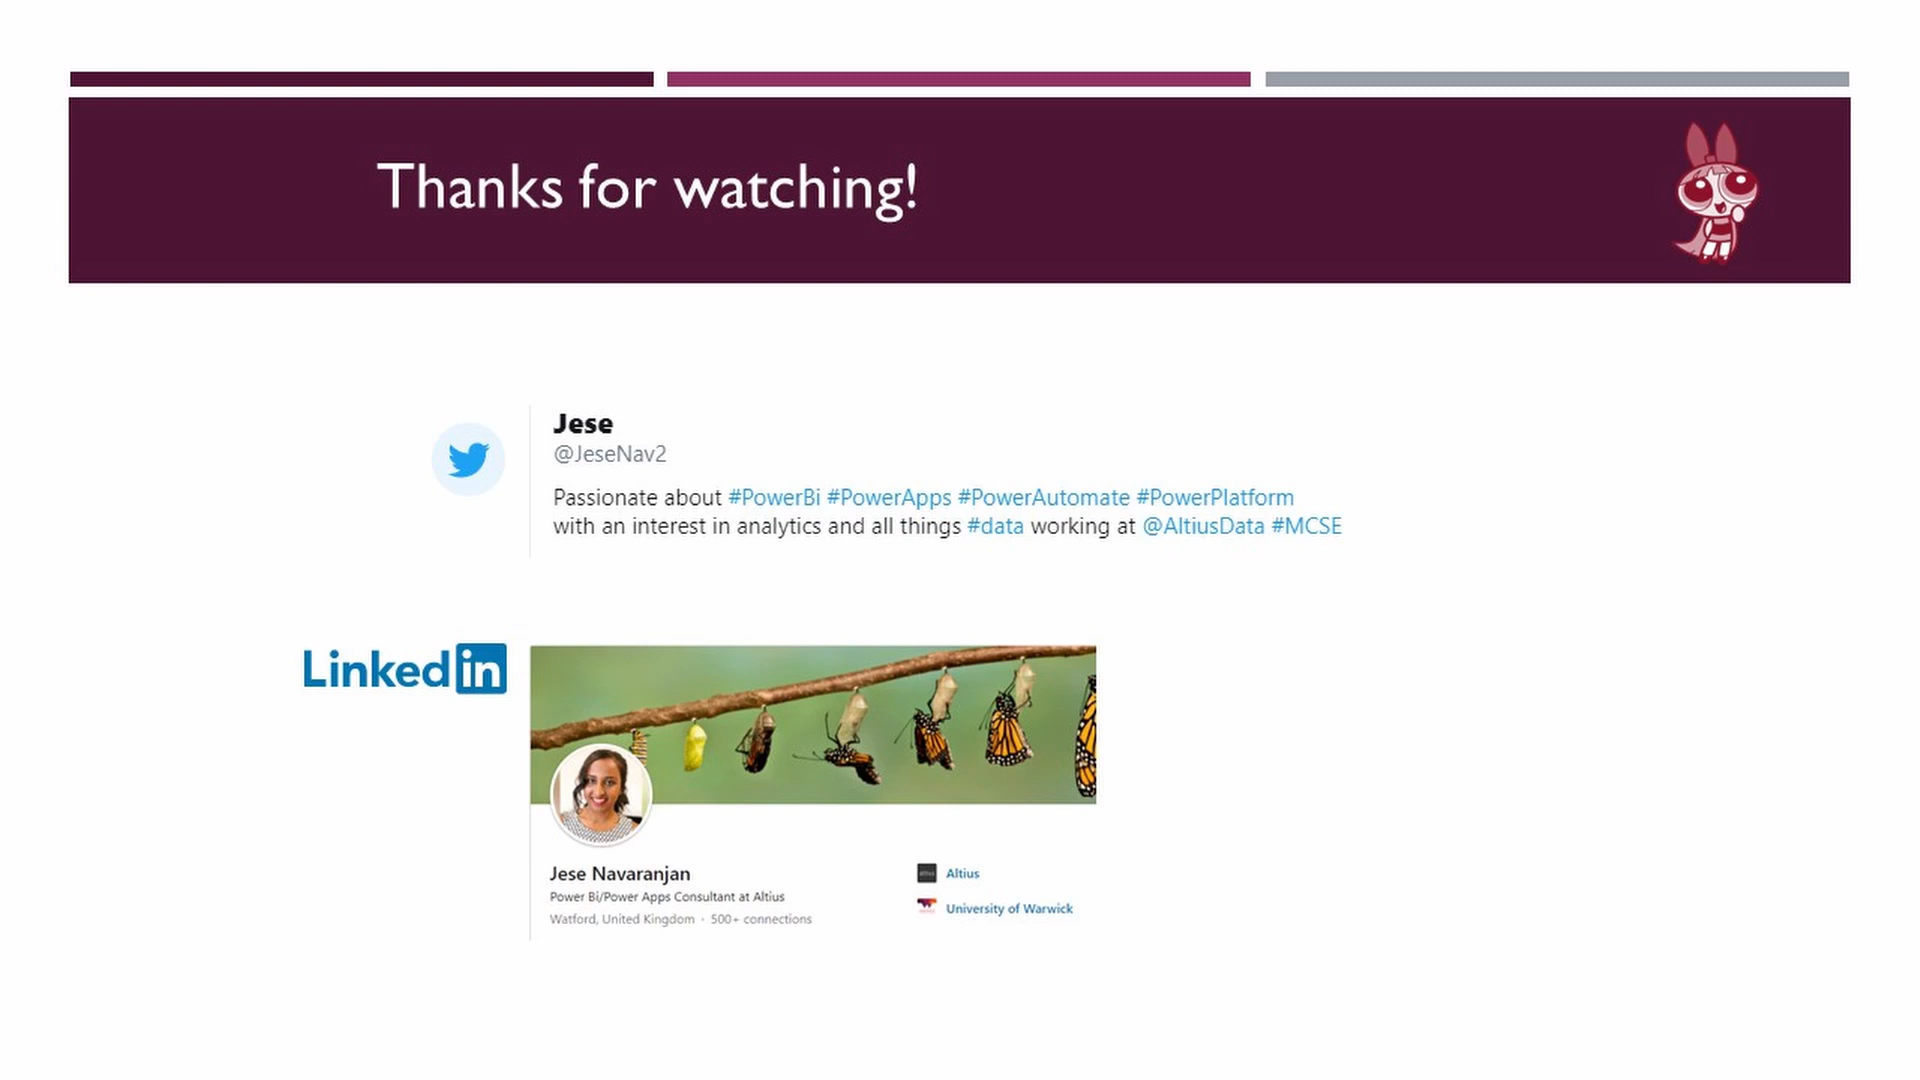 Thanks for watching!
Jese
@JeseNav2
Passionate about #PowerBi #PowerApps #PowerAutomate #PowerPlatform
with an interest in analytics and all things #data working at @AltiusData #MCSE
Linkedin
Jese Navaranjan
Power Bi/Power Apps Consultant at Altius
Watford, United Kingdom · 500+ connections
Altius
University of Warwick